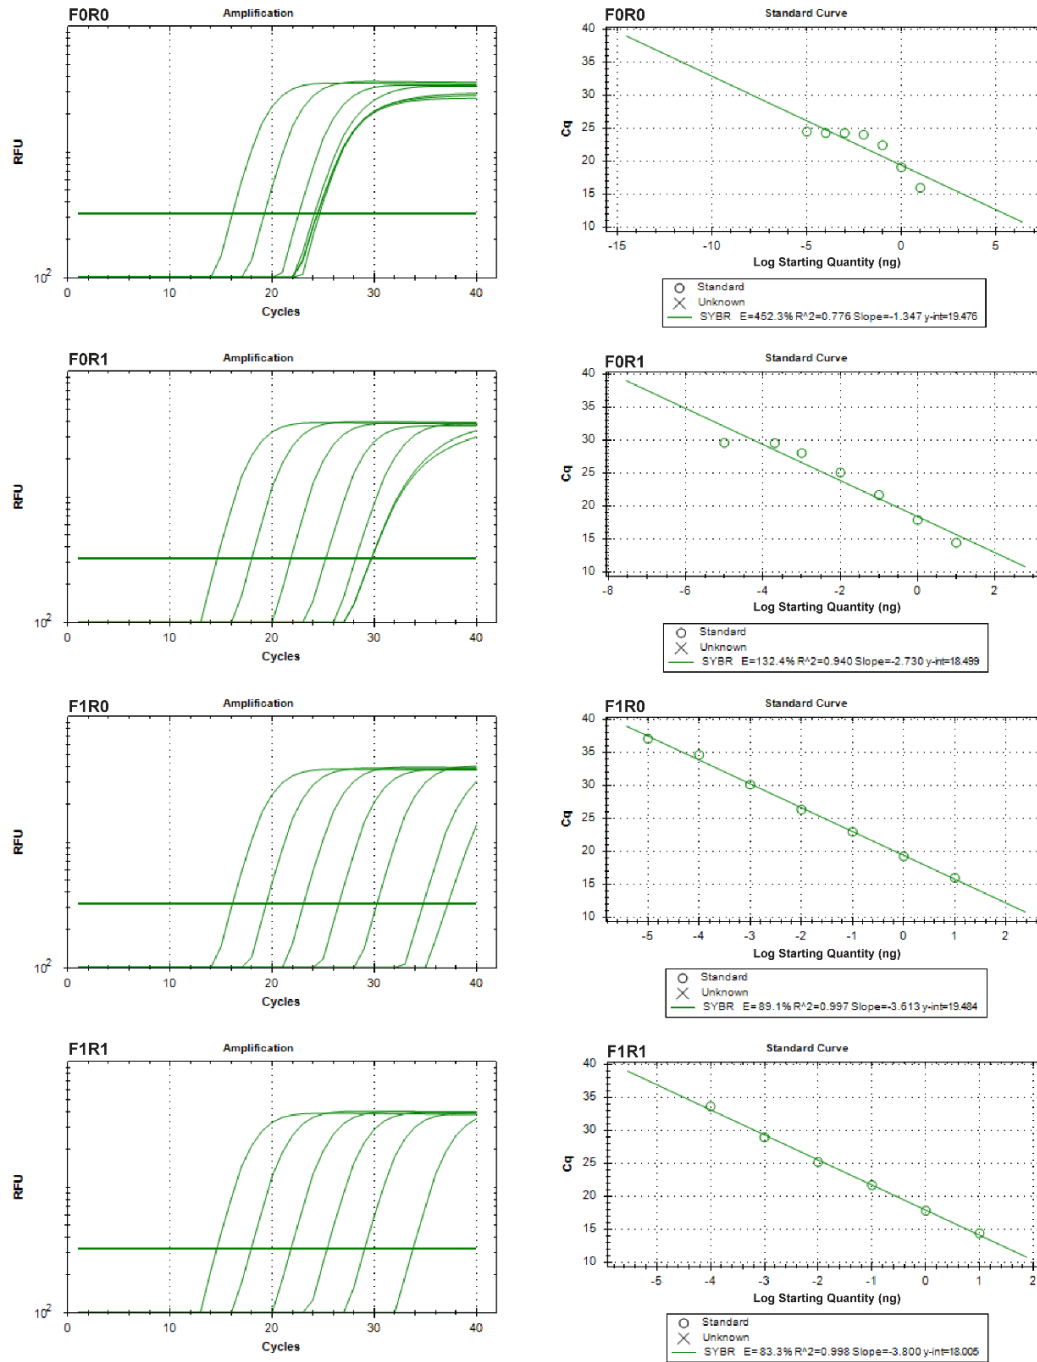 F0R0
Amplification
RFU
10²
0 10 20 30 40
Cycles
Standard Curve
Cq
40
35
30
25
20
15
10
-15 -10 -5 0 5
Log Starting Quantity (ng)
Standard
Unknown
SYBR E=452.3% R^2=0.776 Slope=-1.347 y-int=19.476
F0R1
Amplification
RFU
10²
0 10 20 30 40
Cycles
F0R1
Standard Curve
Cq
40
35
30
25
20
15
10
-8 -6 -4 -2 0 2
Log Starting Quantity (ng)
Standard
Unknown
SYBR E=132.4% R^2=0.940 Slope=-2.730 y-int=18.499
F1R0
Amplification
RFU
10²
0 10 20 30 40
Cycles
F1R0
Standard Curve
Cq
40
35
30
25
20
15
10
-5 -4 -3 -2 -1 0 1 2
Log Starting Quantity (ng)
Standard
Unknown
SYBR E= 89.1% R^2=0.997 Slope=-3.613 y-int=19.484
F1R1
Amplification
RFU
10²
0 10 20 30 40
Cycles
F1R1
Standard Curve
Cq
40
35
30
25
20
15
10
-5 -4 -3 -2 -1 0 1 2
Log Starting Quantity (ng)
Standard
Unknown
SYBR E= 83.3% R^2=0.998 Slope=-3.800 y-int=18.005